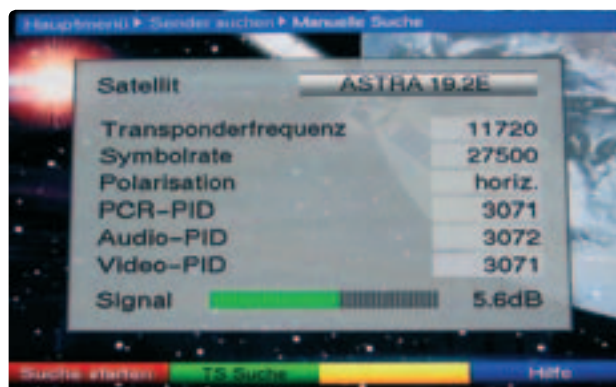 Hauptmenü Sender suchen Manuelle Suche
Satellit ASTRA 19.2E
Transponderfrequenz 11720
Symbolrate 27500
Polarisation horiz.
PCR-PID 3071
Audio-PID 3072
Video-PID 3071
Signal 5.6dB
Suche starten TS Suche Hilfe